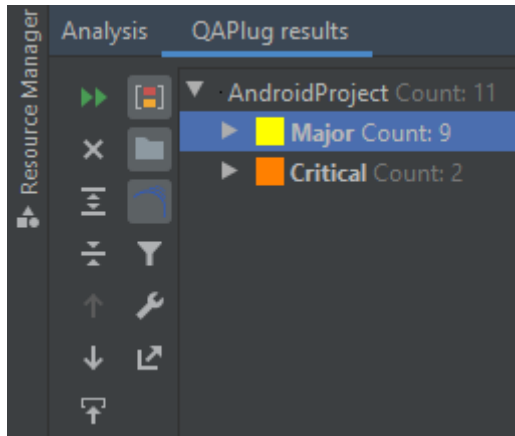 Resource Manager
Analysis
QAPlug results
AndroidProject Count: 11
Major Count: 9
Critical Count: 2